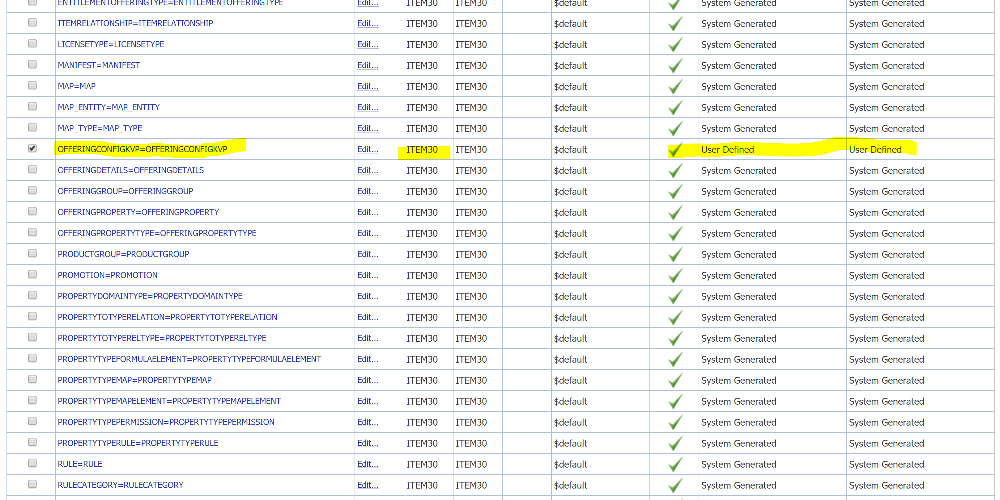 ENTITLEMENTOFFERINGTYPE=ENTITLEMENTOFFERINGTYPE Edit... ITEM30 ITEM30 $default System Generated System Generated
ITEMRELATIONSHIP=ITEMRELATIONSHIP Edit... ITEM30 ITEM30 $default System Generated System Generated
LICENSETYPE=LICENSETYPE Edit... ITEM30 ITEM30 $default System Generated System Generated
MANIFEST=MANIFEST Edit... ITEM30 ITEM30 $default System Generated System Generated
MAP=MAP Edit... ITEM30 ITEM30 $default System Generated System Generated
MAP_ENTITY=MAP_ENTITY Edit... ITEM30 ITEM30 $default System Generated System Generated
MAP_TYPE=MAP_TYPE Edit... ITEM30 ITEM30 $default System Generated System Generated
OFFERINGCONFIGKVP=OFFERINGCONFIGKVP Edit... ITEM30 ITEM30 $default User Defined User Defined
OFFERINGDETAILS=OFFERINGDETAILS Edit... ITEM30 ITEM30 $default System Generated System Generated
OFFERINGGROUP=OFFERINGGROUP Edit... ITEM30 ITEM30 $default System Generated System Generated
OFFERINGPROPERTY=OFFERINGPROPERTY Edit... ITEM30 ITEM30 $default System Generated System Generated
OFFERINGPROPERTYTYPE=OFFERINGPROPERTYTYPE Edit... ITEM30 ITEM30 $default System Generated System Generated
PRODUCTGROUP=PRODUCTGROUP Edit... ITEM30 ITEM30 $default System Generated System Generated
PROMOTION=PROMOTION Edit... ITEM30 ITEM30 $default System Generated System Generated
PROPERTYDOMAINTYPE=PROPERTYDOMAINTYPE Edit... ITEM30 ITEM30 $default System Generated System Generated
PROPERTYTOTYPERELATION=PROPERTYTOTYPERELATION Edit... ITEM30 ITEM30 $default System Generated System Generated
PROPERTYTOTYPERELTYPE=PROPERTYTOTYPERELTYPE Edit... ITEM30 ITEM30 $default System Generated System Generated
PROPERTYTYPEFORMULAELEMENT=PROPERTYTYPEFORMULAELEMENT Edit... ITEM30 ITEM30 $default System Generated System Generated
PROPERTYTYPEMAP=PROPERTYTYPEMAP Edit... ITEM30 ITEM30 $default System Generated System Generated
PROPERTYTYPEMAPELEMENT=PROPERTYTYPEMAPELEMENT Edit... ITEM30 ITEM30 $default System Generated System Generated
PROPERTYTYPEPERMISSION=PROPERTYTYPEPERMISSION Edit... ITEM30 ITEM30 $default System Generated System Generated
PROPERTYTYPERULE=PROPERTYTYPERULE Edit... ITEM30 ITEM30 $default System Generated System Generated
RULE=RULE Edit... ITEM30 ITEM30 $default System Generated System Generated
RULECATEGORY=RULECATEGORY Edit... ITEM30 ITEM30 $default System Generated System Generated